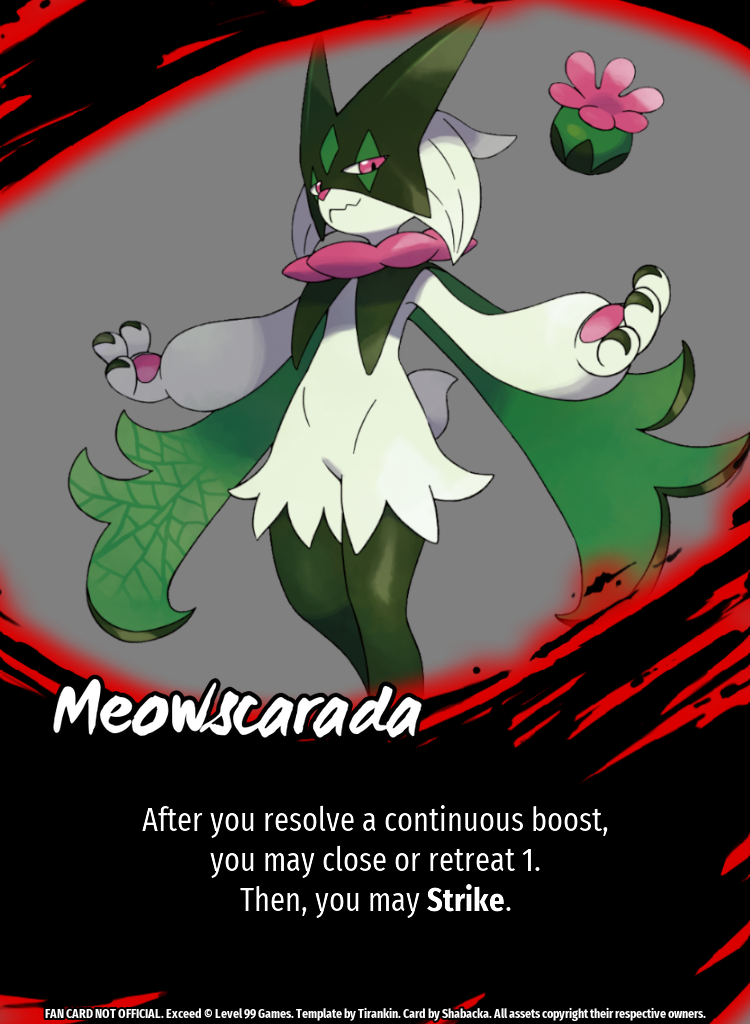 Meowscarada
After you resolve a continuous boost,
you may close or retreat 1.
Then, you may Strike.
FAN CARD NOT OFFICIAL. Exceed © Level 99 Games. Template by Tirankin. Card by Shabacka. All assets copyright their respective owners.